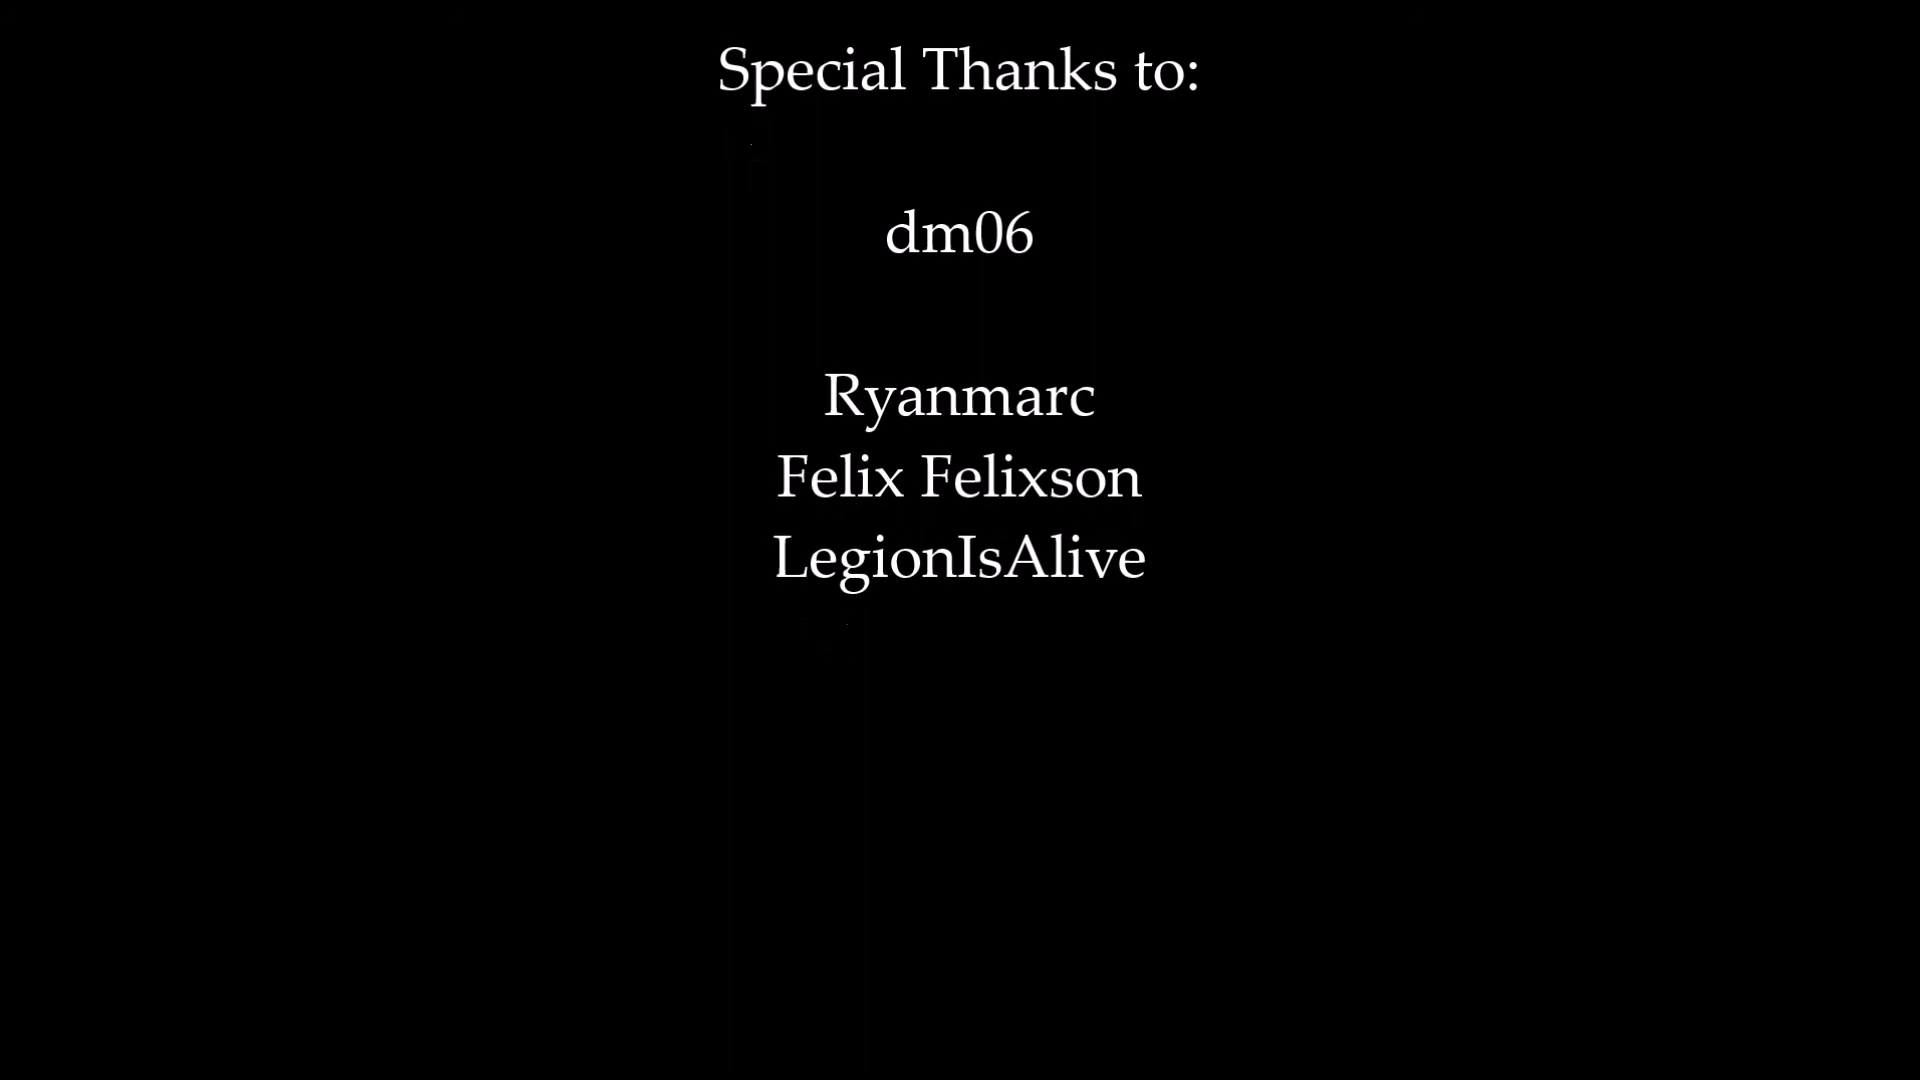 Special Thanks to:
dm06
Ryanmarc
Felix Felixson
LegionIsAlive